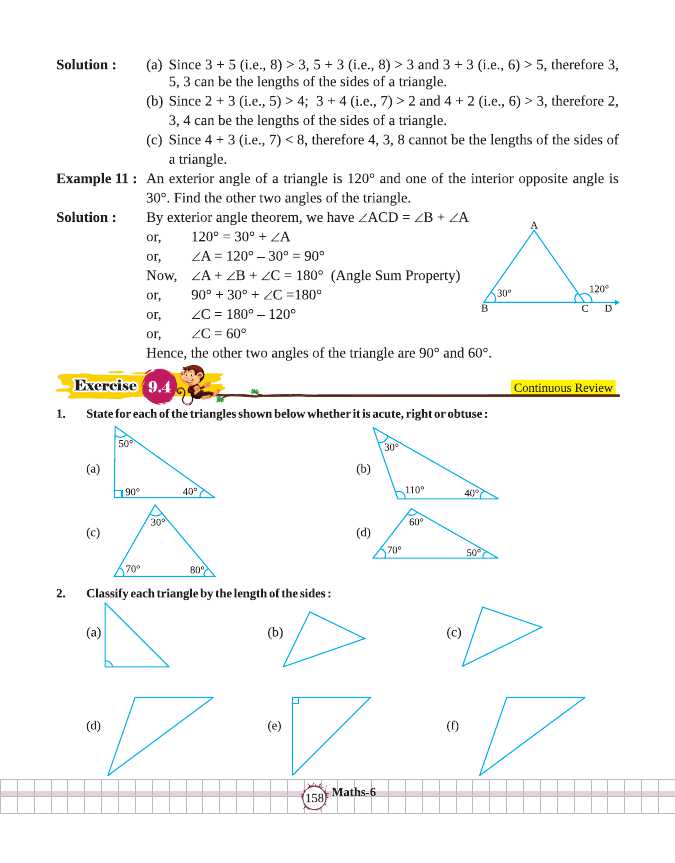 Solution : (a) Since 3 + 5 (i.e., 8) > 3, 5 + 3 (i.e., 8) > 3 and 3 + 3 (i.e., 6) > 5, therefore 3,
5, 3 can be the lengths of the sides of a triangle.
(b) Since 2 + 3 (i.e., 5) > 4; 3 + 4 (i.e., 7) > 2 and 4 + 2 (i.e., 6) > 3, therefore 2,
3, 4 can be the lengths of the sides of a triangle.
(c) Since 4 + 3 (i.e., 7) < 8, therefore 4, 3, 8 cannot be the lengths of the sides of
a triangle.
Example 11 : An exterior angle of a triangle is 120° and one of the interior opposite angle is
30°. Find the other two angles of the triangle.
Solution : By exterior angle theorem, we have ∠ACD = ∠B + ∠A
or, 120° = 30° + ∠A
or, ∠A = 120° – 30° = 90°
Now, ∠A + ∠B + ∠C = 180° (Angle Sum Property)
or, 90° + 30° + ∠C =180°
or, ∠C = 180° – 120°
or, ∠C = 60°
A
30° 120°
B C D
Hence, the other two angles of the triangle are 90° and 60°.
Exercise 9.4 Continuous Review
1. State for each of the triangles shown below whether it is acute, right or obtuse :
(a) 50° 90° 40°
(b) 30° 110° 40°
(c) 30° 70° 80°
(d) 60° 70° 50°
2. Classify each triangle by the length of the sides :
(a) (b) (c)
(d) (e) (f)
158 Maths-6